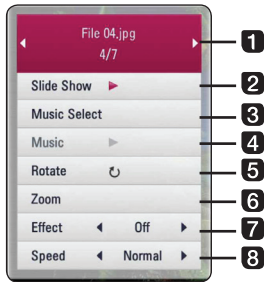 File 04.jpg
1
4/7
Slide Show ▶ 2
Music Select 3
Music ▶ 4
Rotate ↻ 5
Zoom 6
Effect ◀ Off ▶ 7
Speed ◀ Normal ▶ 8